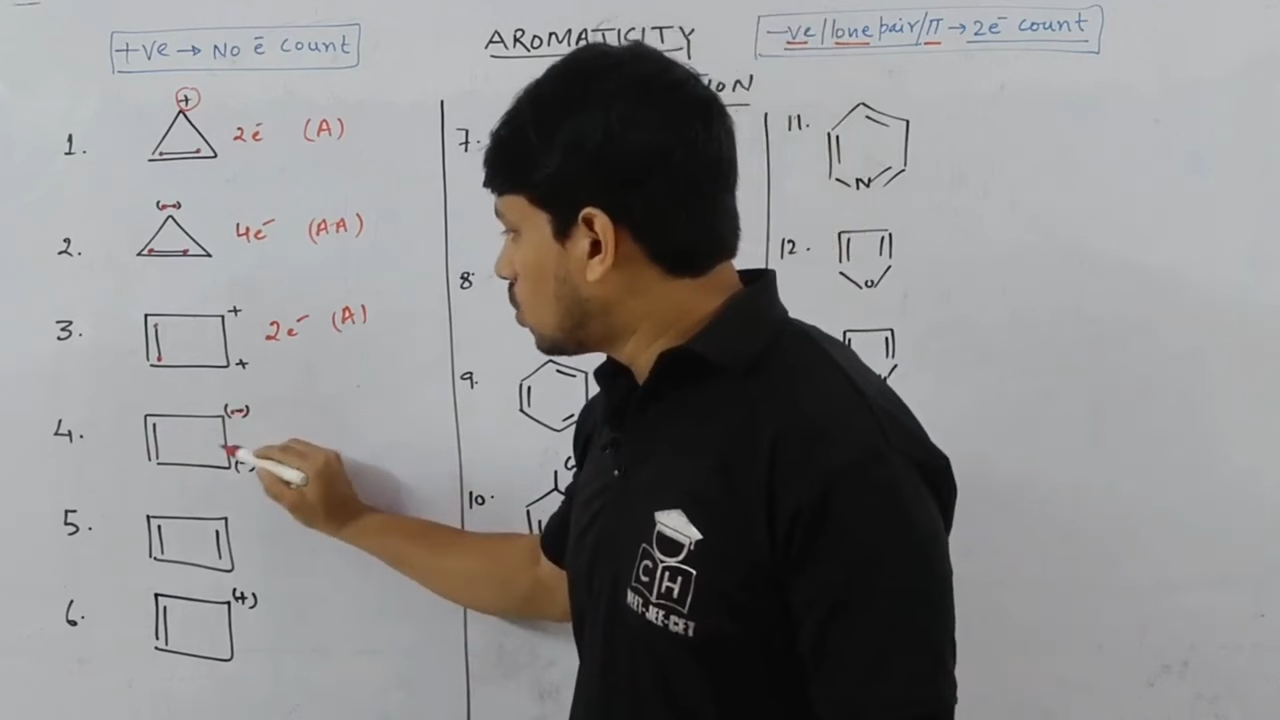 +ve → No ē count
AROMATICITY
-ve/lone pair/π → 2ē count
1.
+
2ē (A)
2.
(-)
4ē (AA)
3.
+
+
2ē (A)
4.
(-)
(-)
5.
6.
(+)
7.
8.
9.
10.
11.
N
12.
O
CH
NEET-JEE-CET